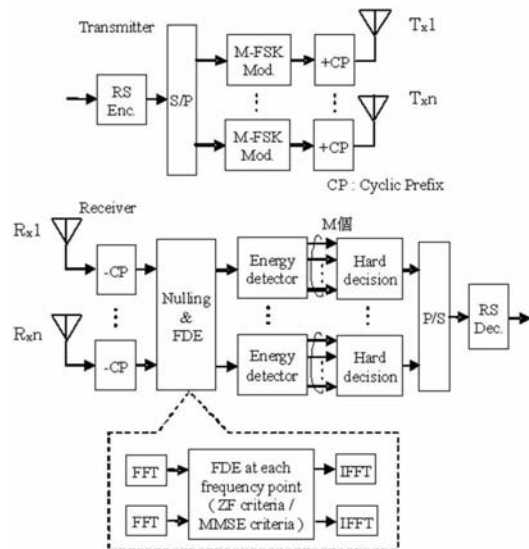 Transmitter
Tx1
RS
Enc.
S/P
M-FSK
Mod.
+CP
Txn
M-FSK
Mod.
+CP
CP : Cyclic Prefix
Receiver
Rx1
-CP
Rxn
-CP
Nulling
&
FDE
M個
Energy
detector
Hard
decision
Energy
detector
Hard
decision
P/S
RS
Dec.
FFT
FFT
FDE at each
frequency point
( ZF criteria /
MMSE criteria )
IFFT
IFFT